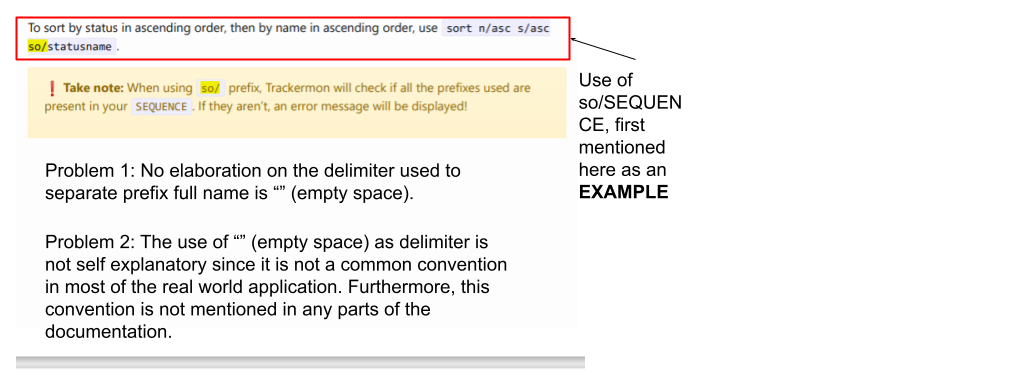 To sort by status in ascending order, then by name in ascending order, use sort n/asc s/asc
so/statusname .
❗ Take note: When using so/ prefix, Trackermon will check if all the prefixes used are
present in your SEQUENCE . If they aren't, an error message will be displayed!
Use of
so/SEQUEN
CE, first
mentioned
here as an
EXAMPLE
Problem 1: No elaboration on the delimiter used to
separate prefix full name is “” (empty space).
Problem 2: The use of “” (empty space) as delimiter is
not self explanatory since it is not a common convention
in most of the real world application. Furthermore, this
convention is not mentioned in any parts of the
documentation.